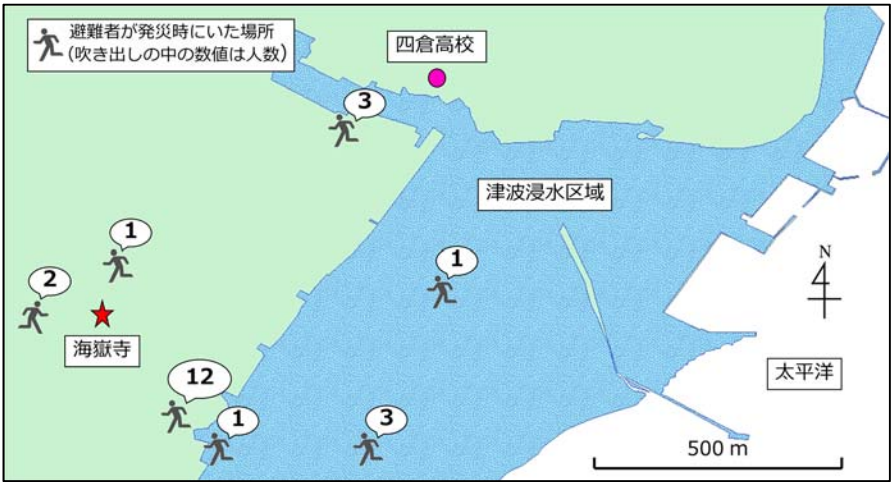 避難者が発災時にいた場所
(吹き出しの中の数値は人数)
四倉高校
3
津波浸水区域
1
1
2
N
海嶽寺
太平洋
12
1
3
500 m